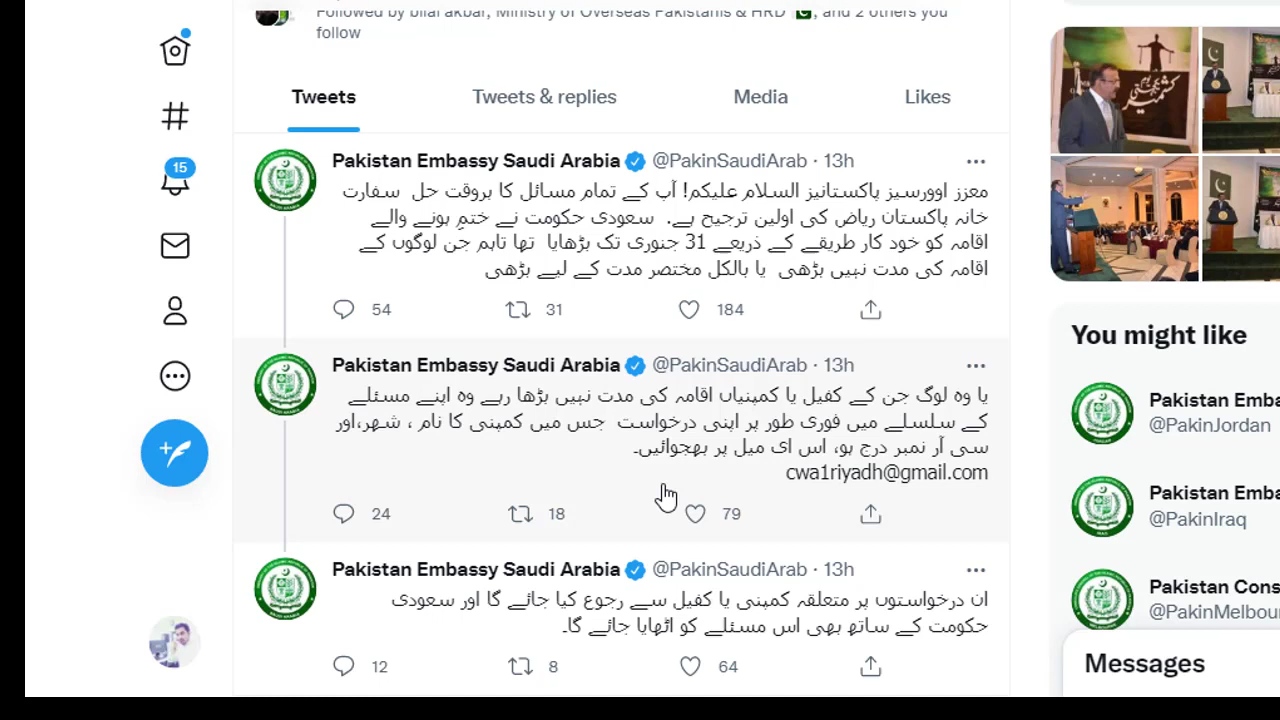 Followed by bilal akbar, Ministry of Overseas Pakistanis & HRD 🇵🇰, and 2 others you
follow
Tweets
Tweets & replies
Media
Likes
15
Pakistan Embassy Saudi Arabia @PakinSaudiArab · 13h
معزز اوورسیز پاکستانیز السلام علیکم! آپ کے تمام مسائل کا بروقت حل سفارت
خانہ پاکستان ریاض کی اولین ترجیح ہے۔ سعودی حکومت نے ختم ہونے والے
اقامہ کو خود کار طریقے کے ذریعے 31 جنوری تک بڑھایا تھا تاہم جن لوگوں کے
اقامہ کی مدت نہیں بڑھی یا بالکل مختصر مدت کے لیے بڑھی
54
31
184
Pakistan Embassy Saudi Arabia @PakinSaudiArab · 13h
یا وہ لوگ جن کے کفیل یا کمپنیاں اقامہ کی مدت نہیں بڑھا رہے وہ اپنے مسئلے
کے سلسلے میں فوری طور پر اپنی درخواست جس میں کمپنی کا نام ، شہر،اور
سی آر نمبر درج ہو، اس ای میل پر بھجوائیں۔
cwa1riyadh@gmail.com
24
18
79
Pakistan Embassy Saudi Arabia @PakinSaudiArab · 13h
ان درخواستوں پر متعلقہ کمپنی یا کفیل سے رجوع کیا جائے گا اور سعودی
حکومت کے ساتھ بھی اس مسئلے کو اٹھایا جائے گا۔
12
8
64
یوم
یکجہتی
کشمیر
You might like
Pakistan Emba
@PakinJordan
Pakistan Emba
@PakinIraq
Pakistan Cons
@PakinMelbou
Messages